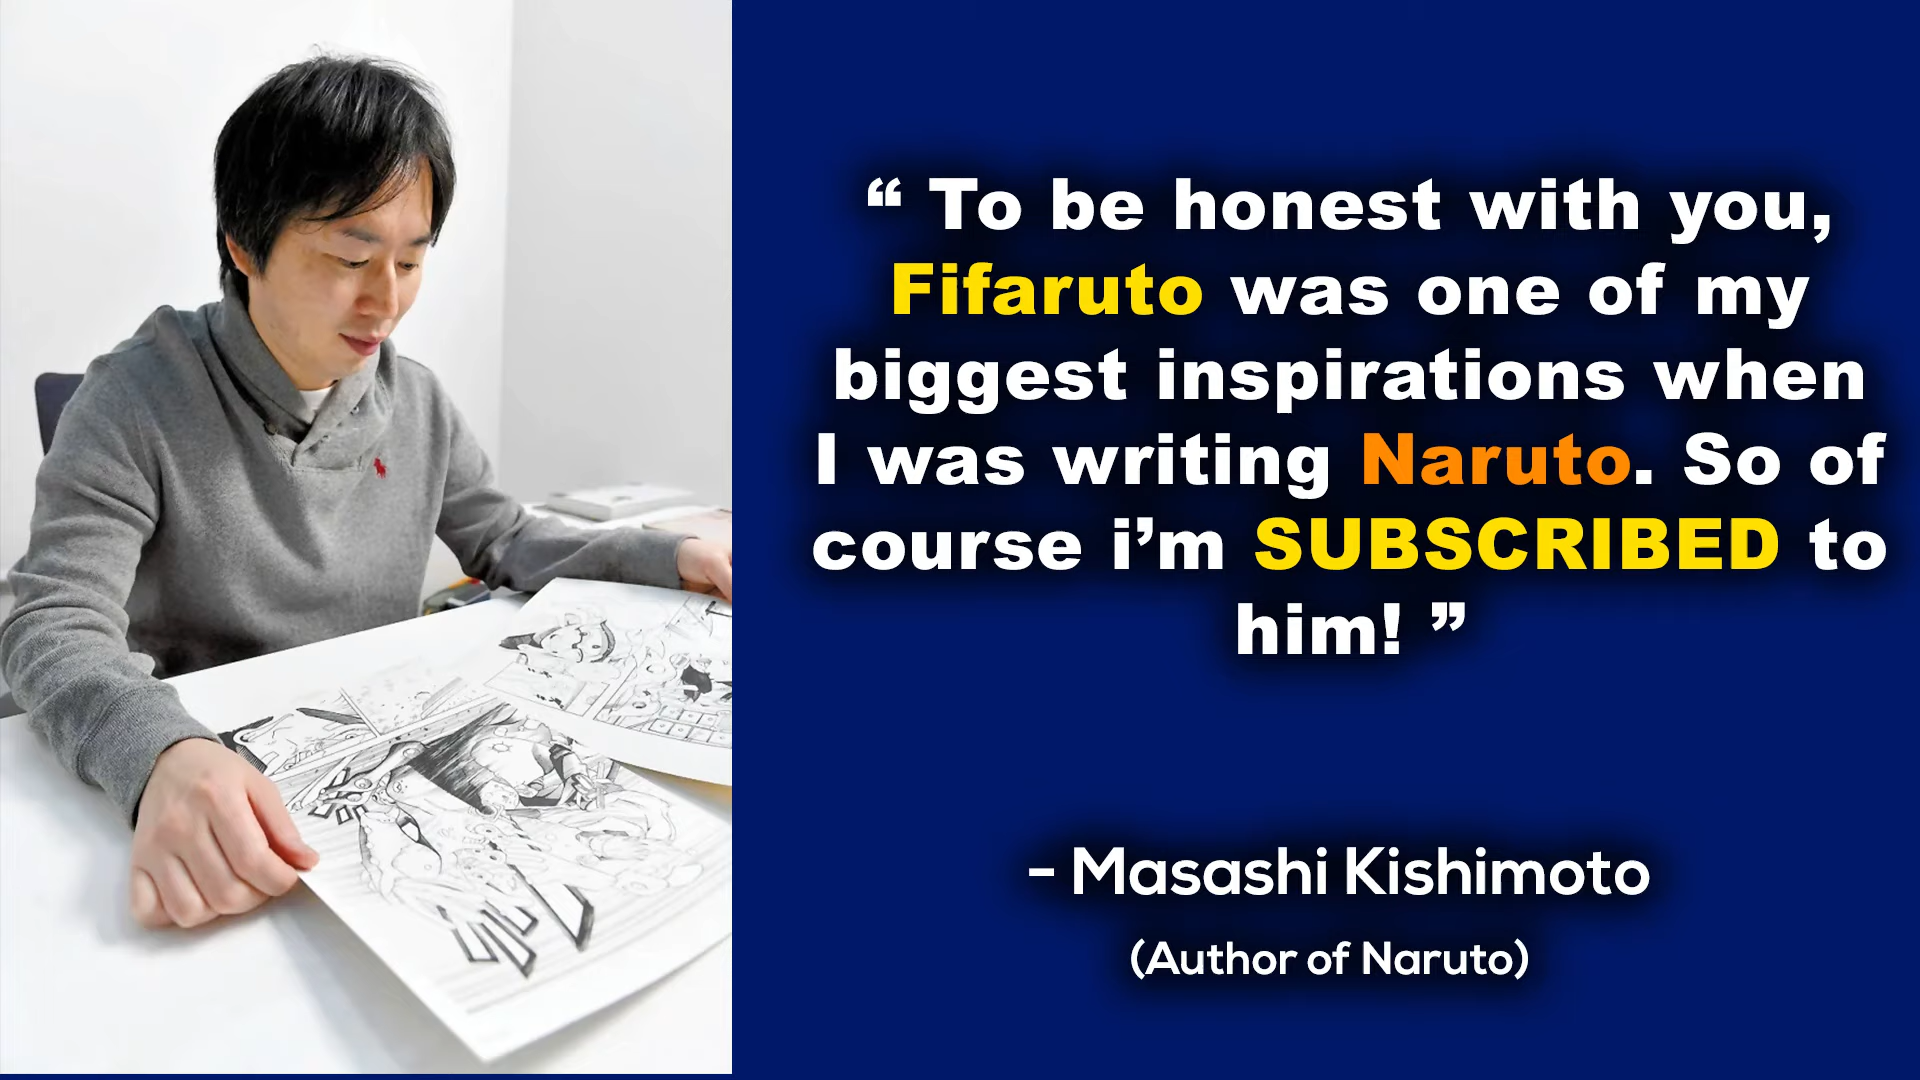 “ To be honest with you,
Fifaruto was one of my
biggest inspirations when
I was writing Naruto. So of
course i’m SUBSCRIBED to
him! ”
- Masashi Kishimoto
(Author of Naruto)